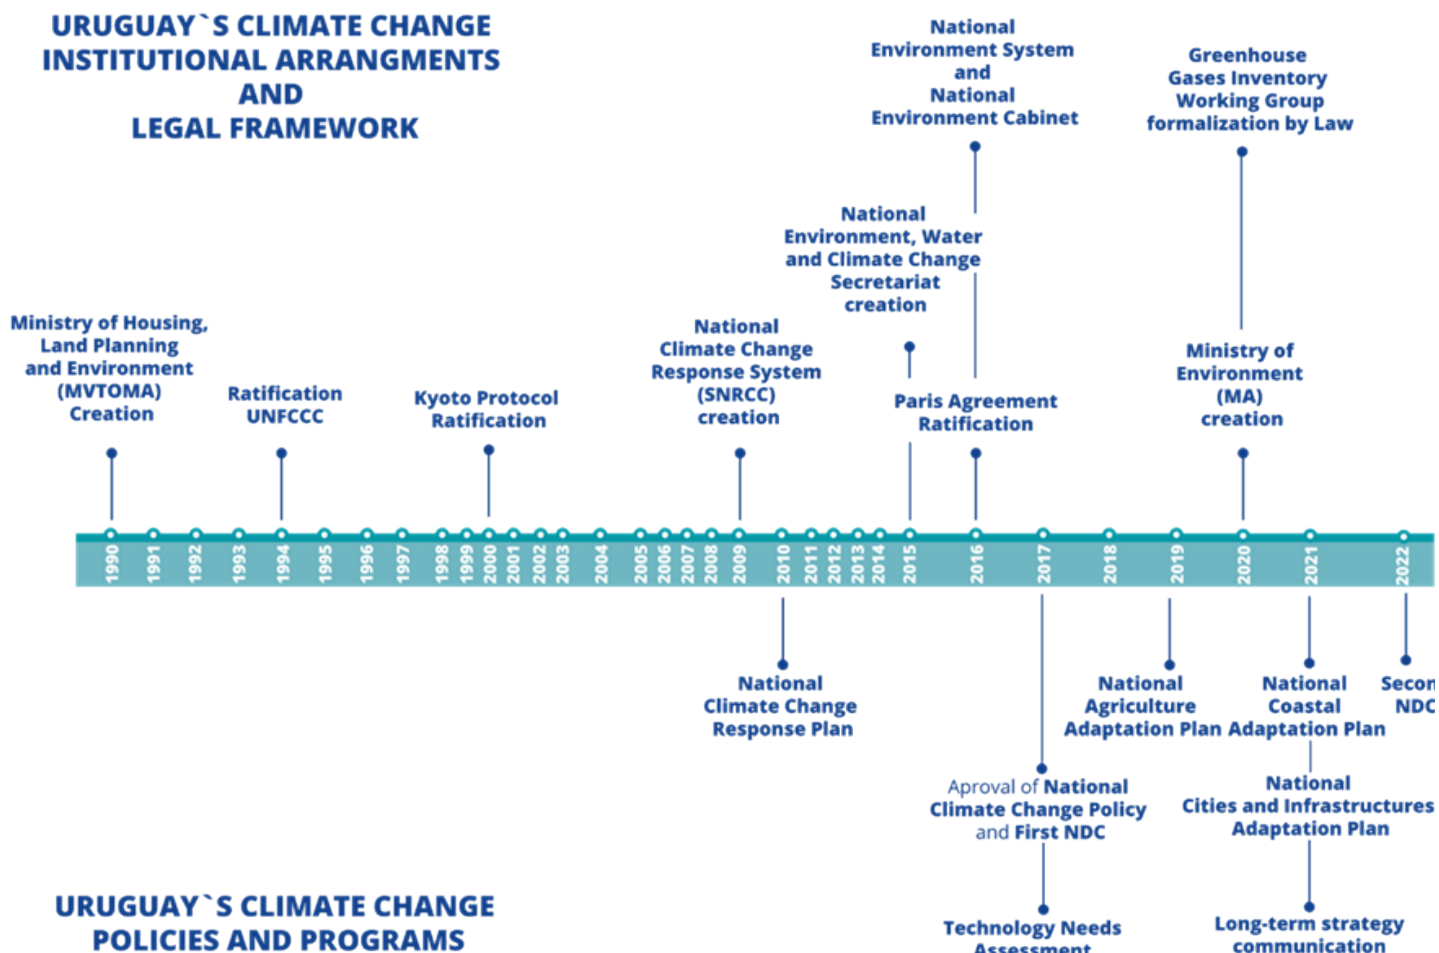 URUGUAY`S CLIMATE CHANGE
INSTITUTIONAL ARRANGMENTS
AND
LEGAL FRAMEWORK
Ministry of Housing,
Land Planning
and Environment
(MVTOMA)
Creation
Ratification
UNFCCC
Kyoto Protocol
Ratification
National
Climate Change
Response System
(SNRCC)
creation
National
Environment, Water
and Climate Change
Secretariat
creation
National
Environment System
and
National
Environment Cabinet
Paris Agreement
Ratification
Greenhouse
Gases Inventory
Working Group
formalization by Law
Ministry of
Environment
(MA)
creation
1990
1991
1992
1993
1994
1995
1996
1997
1998
1999
2000
2001
2002
2003
2004
2005
2006
2007
2008
2009
2010
2011
2012
2013
2014
2015
2016
2017
2018
2019
2020
2021
2022
National
Climate Change
Response Plan
Aproval of National
Climate Change Policy
and First NDC
Technology Needs
Assessment
National
Agriculture
Adaptation Plan
National
Coastal
Adaptation Plan
National
Cities and Infrastructures
Adaptation Plan
Long-term strategy
communication
Secon
NDC
URUGUAY`S CLIMATE CHANGE
POLICIES AND PROGRAMS